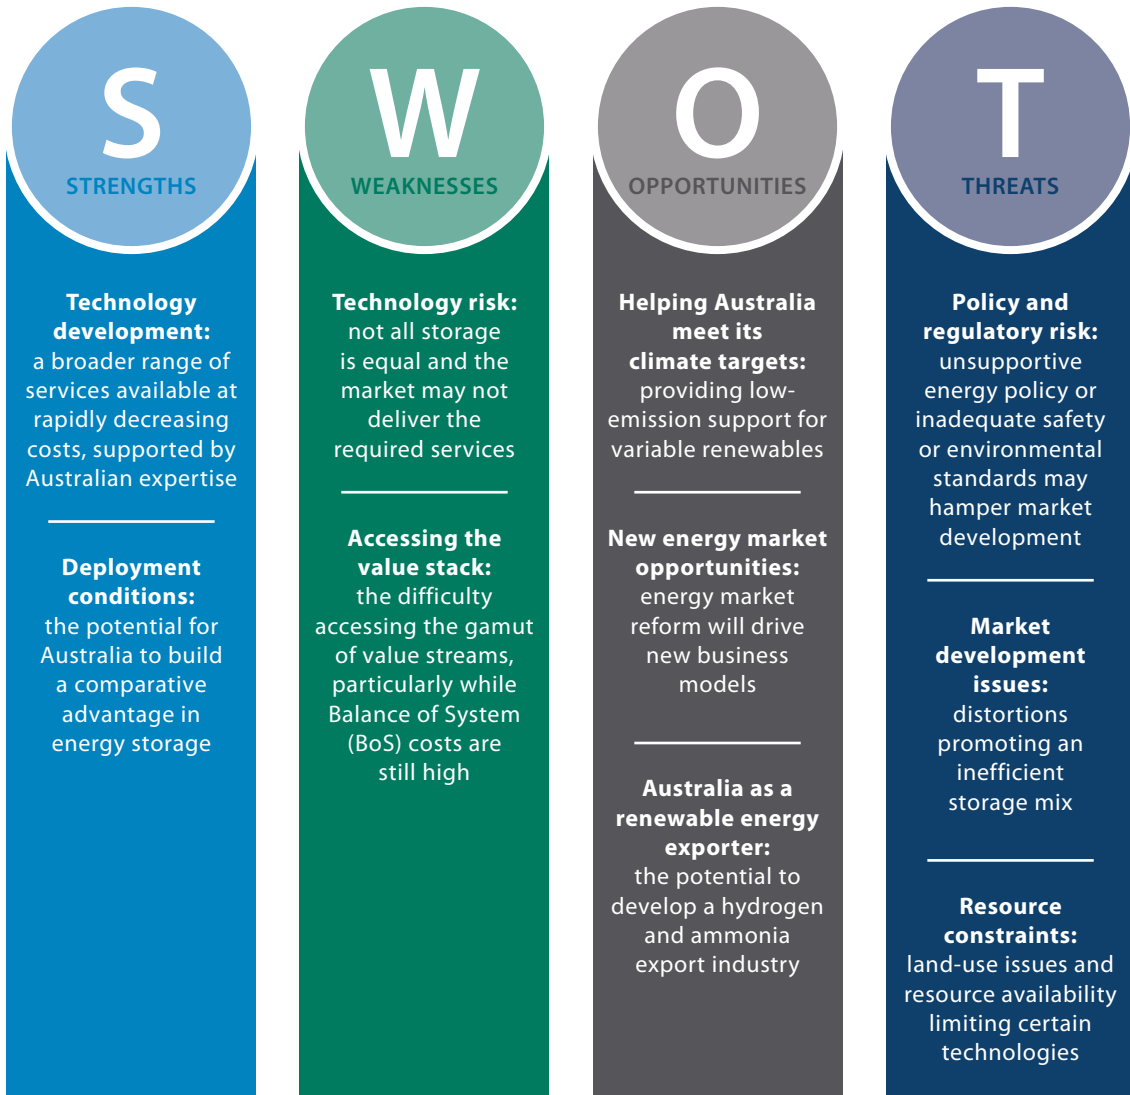 S
STRENGTHS
Technology
development:
a broader range of
services available at
rapidly decreasing
costs, supported by
Australian expertise
Deployment
conditions:
the potential for
Australia to build
a comparative
advantage in
energy storage
W
WEAKNESSES
Technology risk:
not all storage
is equal and the
market may not
deliver the
required services
Accessing the
value stack:
the difficulty
accessing the gamut
of value streams,
particularly while
Balance of System
(BoS) costs are
still high
O
OPPORTUNITIES
Helping Australia
meet its
climate targets:
providing low-
emission support for
variable renewables
New energy market
opportunities:
energy market
reform will drive
new business
models
Australia as a
renewable energy
exporter:
the potential to
develop a hydrogen
and ammonia
export industry
T
THREATS
Policy and
regulatory risk:
unsupportive
energy policy or
inadequate safety
or environmental
standards may
hamper market
development
Market
development
issues:
distortions
promoting an
inefficient
storage mix
Resource
constraints:
land-use issues and
resource availability
limiting certain
technologies